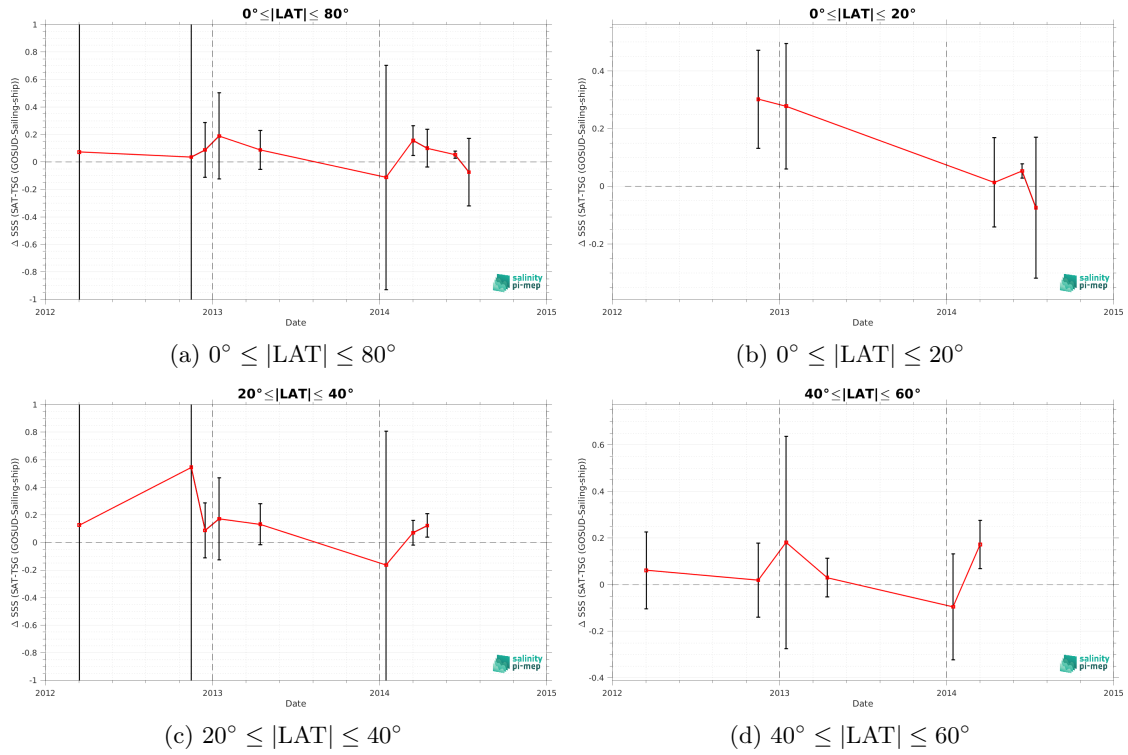 0°≤|LAT|≤ 80°
1
0.8
0.6
0.4
0.2
0
-0.2
-0.4
-0.6
-0.8
-1
Δ SSS (SAT-TSG (GOSUD-Sailing-ship))
2012
2013
2014
2015
Date
salinity
pi-mep
(a) 0° ≤ |LAT| ≤ 80°
0°≤|LAT|≤ 20°
0.4
0.2
0
-0.2
Δ SSS (SAT-TSG (GOSUD-Sailing-ship))
2012
2013
2014
2015
Date
salinity
pi-mep
(b) 0° ≤ |LAT| ≤ 20°
20°≤|LAT|≤ 40°
1
0.8
0.6
0.4
0.2
0
-0.2
-0.4
-0.6
-0.8
-1
Δ SSS (SAT-TSG (GOSUD-Sailing-ship))
2012
2013
2014
2015
Date
salinity
pi-mep
(c) 20° ≤ |LAT| ≤ 40°
40°≤|LAT|≤ 60°
0.6
0.4
0.2
0
-0.2
-0.4
Δ SSS (SAT-TSG (GOSUD-Sailing-ship))
2012
2013
2014
2015
Date
salinity
pi-mep
(d) 40° ≤ |LAT| ≤ 60°